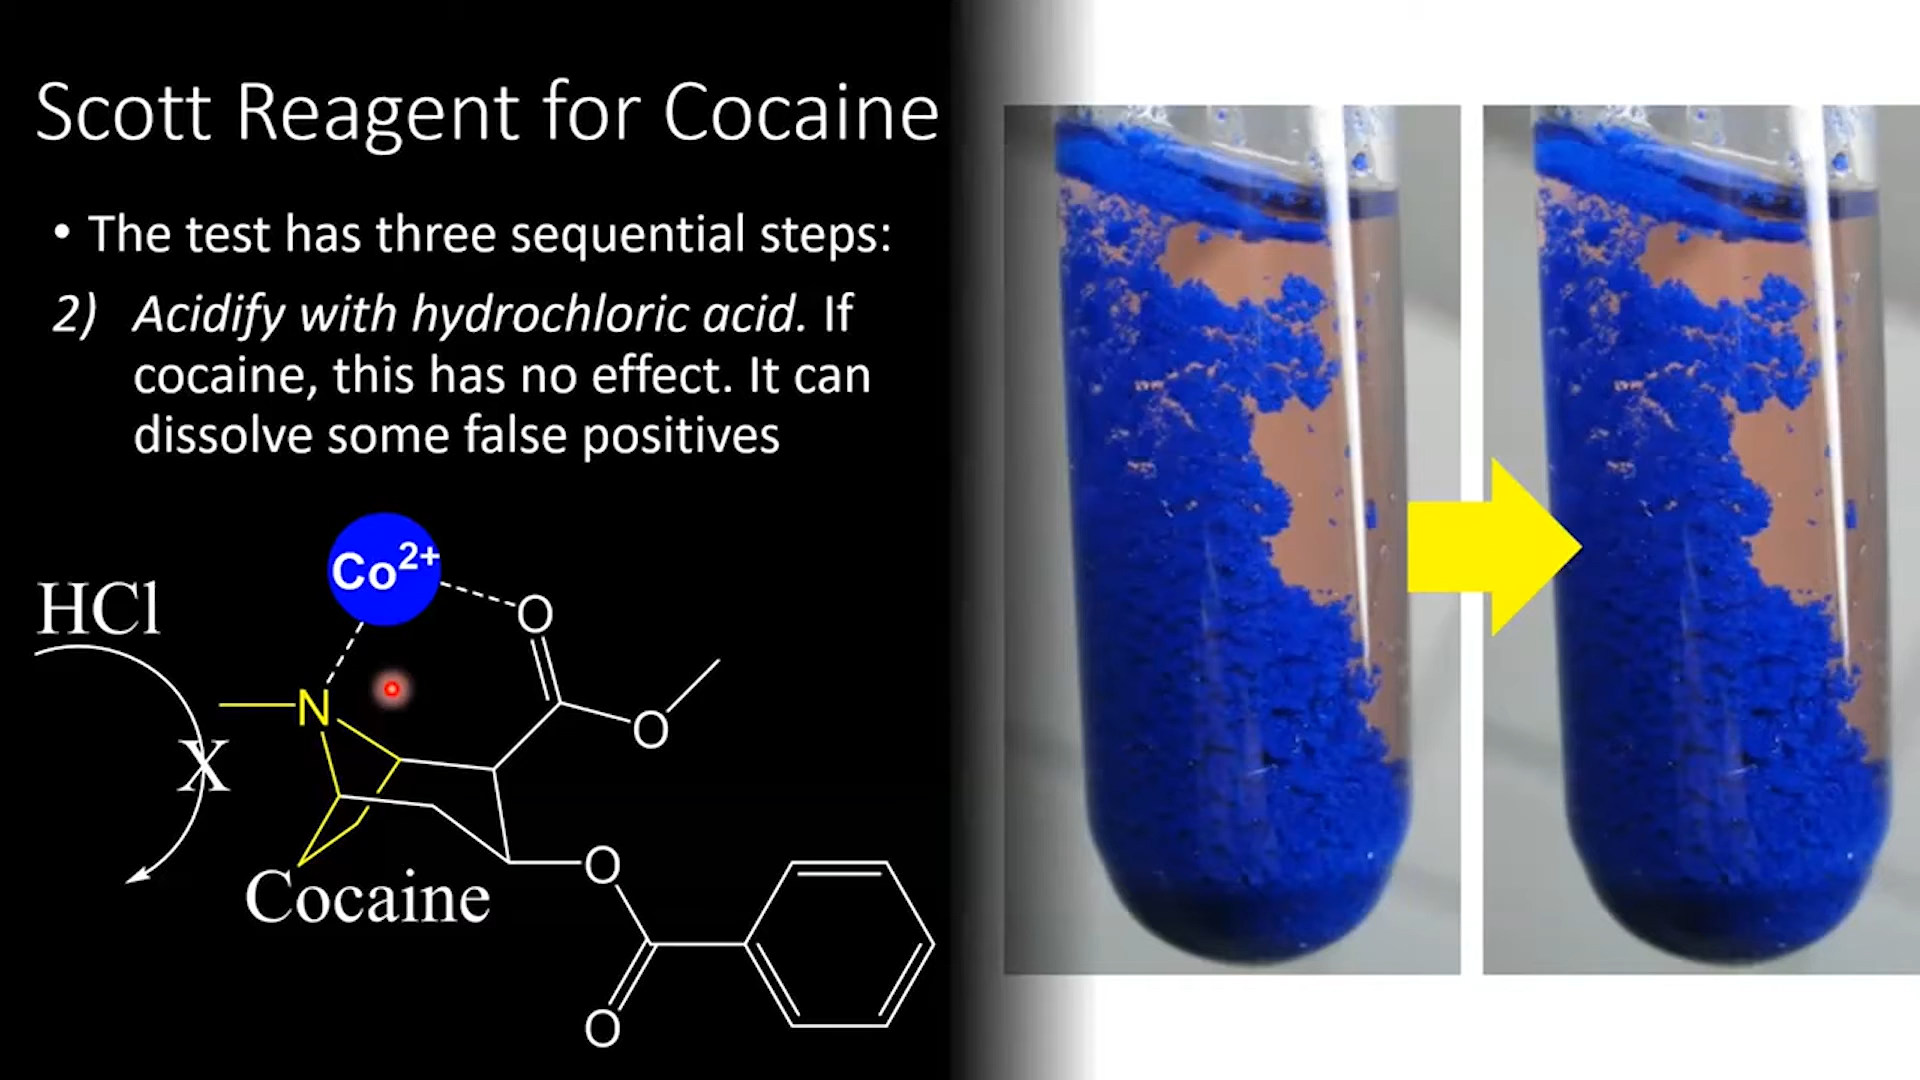 Scott Reagent for Cocaine
• The test has three sequential steps:
2) Acidify with hydrochloric acid. If
cocaine, this has no effect. It can
dissolve some false positives
Co2+
HCl
O
N
O
X
O
Cocaine
O